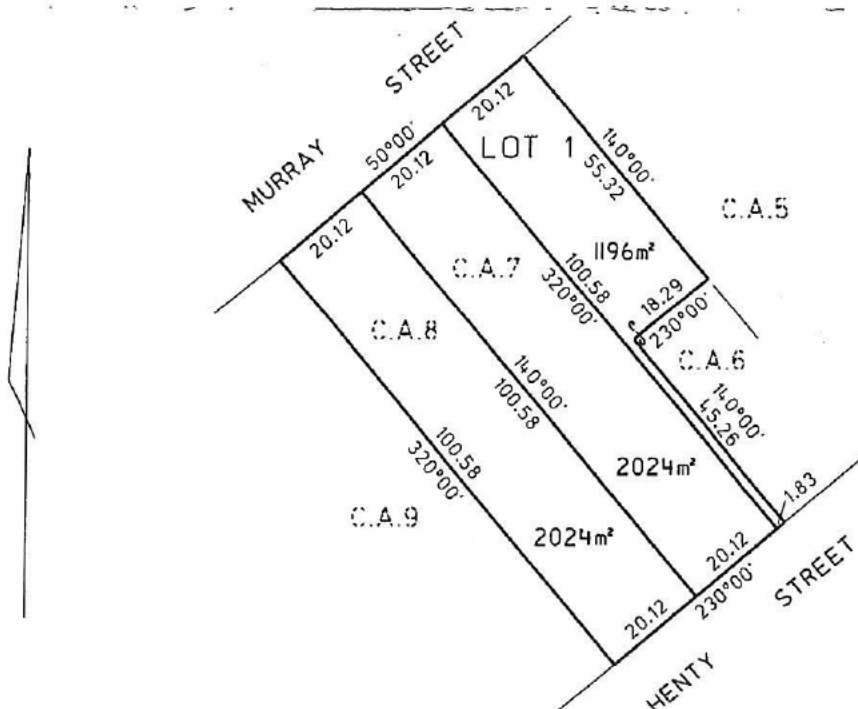 MURRAY STREET
50°00'
20.12
20.12
20.12
LOT 1
140°00'
55.32
C.A.5
1196m²
C.A.7
100.58
320°00'
18.29
230°00'
C.A.8
C.A.6
140°00'
100.58
140°00'
45.26
100.58
320°00'
2024m²
1.83
C.A.9
2024m²
20.12
20.12
230°00'
HENTY STREET